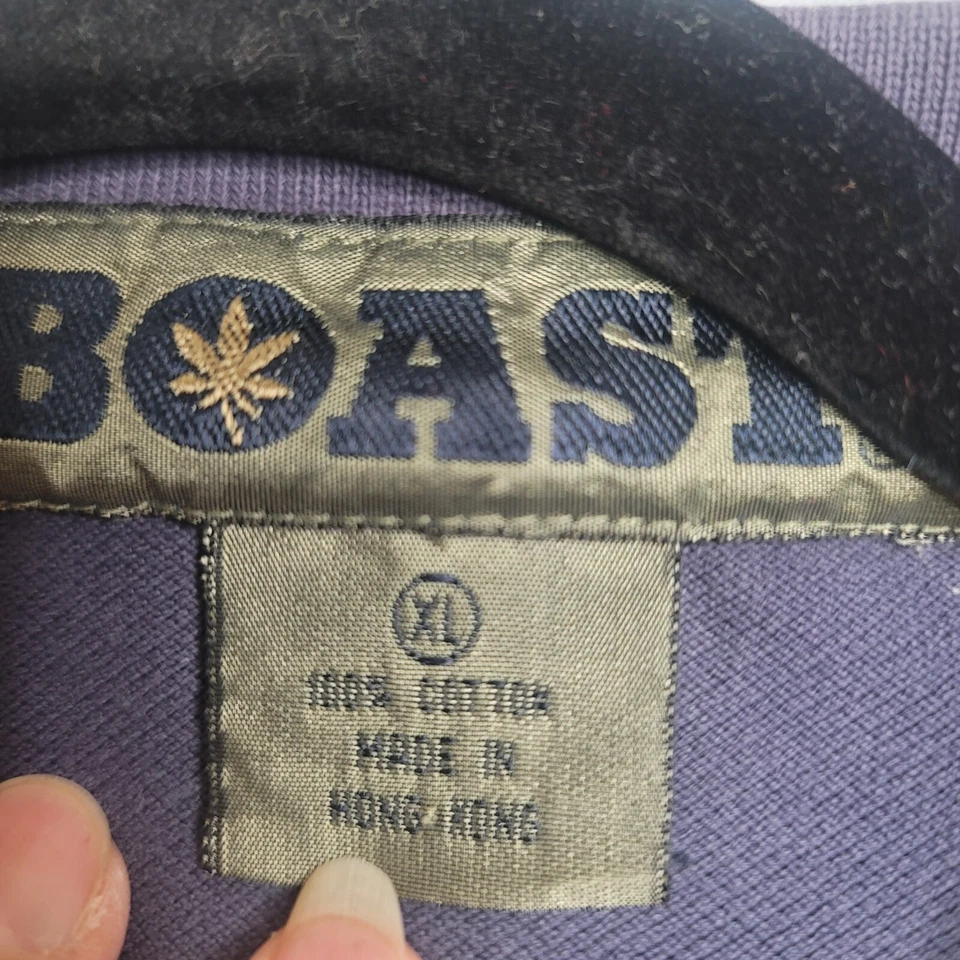 BOAST
XL
100% COTTON
MADE IN
HONG KONG